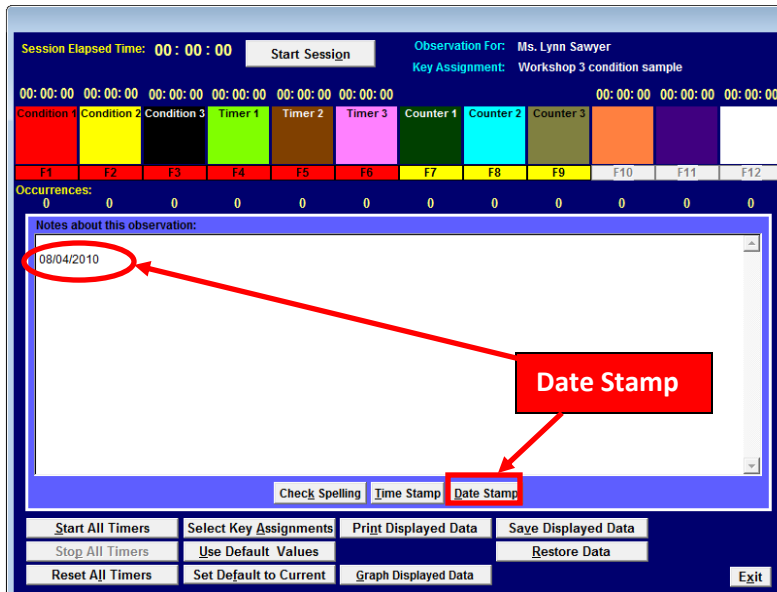 Session Elapsed Time: 00: 00 : 00 Start Session Observation For: Ms. Lynn Sawyer
Key Assignment: Workshop 3 condition sample
00: 00: 00 00: 00: 00 00: 00: 00 00: 00: 00 00: 00: 00 00: 00: 00 00: 00: 00 00: 00: 00 00: 00: 00
Condition 1 Condition 2 Condition 3 Timer 1 Timer 2 Timer 3 Counter 1 Counter 2 Counter 3
F1 F2 F3 F4 F5 F6 F7 F8 F9 F10 F11 F12
Occurrences:
0 0 0 0 0 0 0 0 0 0 0 0
Notes about this observation:
08/04/2010
Date Stamp
Check Spelling Time Stamp Date Stamp
Start All Timers Select Key Assignments Print Displayed Data Save Displayed Data
Stop All Timers Use Default Values Restore Data
Reset All Timers Set Default to Current Graph Displayed Data Exit